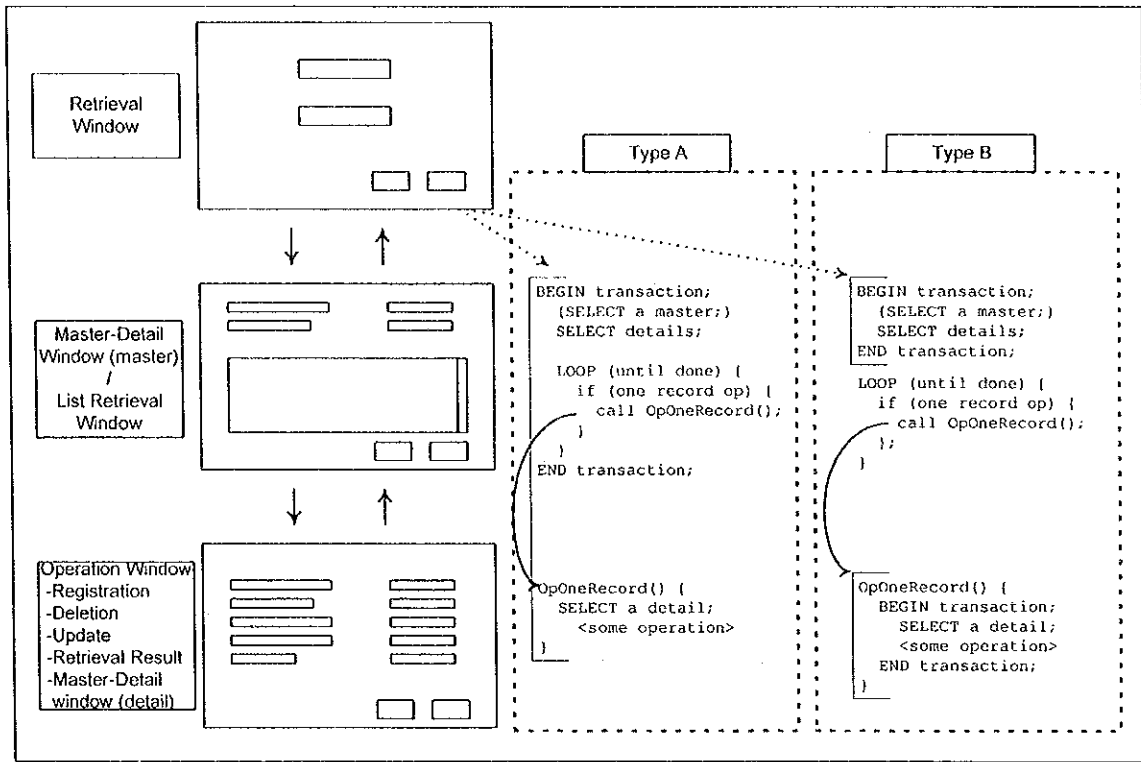 Retrieval
Window
Master-Detail
Window (master)
/
List Retrieval
Window
Operation Window
-Registration
-Deletion
-Update
-Retrieval Result
-Master-Detail
window (detail)
Type A
BEGIN transaction;
(SELECT a master;)
SELECT details;
LOOP (until done) {
if (one record op) {
call OpOneRecord();
}
}
END transaction;
OpOneRecord() {
SELECT a detail;
<some operation>
}
Type B
BEGIN transaction;
(SELECT a master;)
SELECT details;
END transaction;
LOOP (until done) {
if (one record op) {
call OpOneRecord();
};
}
OpOneRecord() {
BEGIN transaction;
SELECT a detail;
<some operation>
END transaction;
}